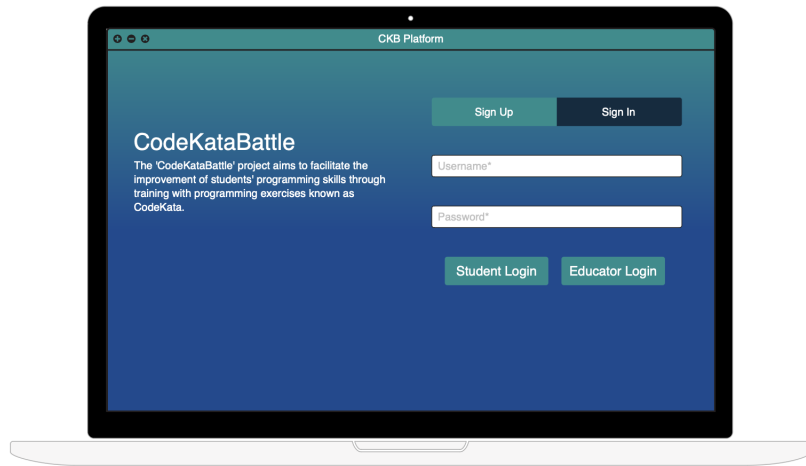 CKB Platform
Sign Up
Sign In
CodeKataBattle
The 'CodeKataBattle' project aims to facilitate the
improvement of students' programming skills through
training with programming exercises known as
CodeKata.
Username*
Password*
Student Login
Educator Login